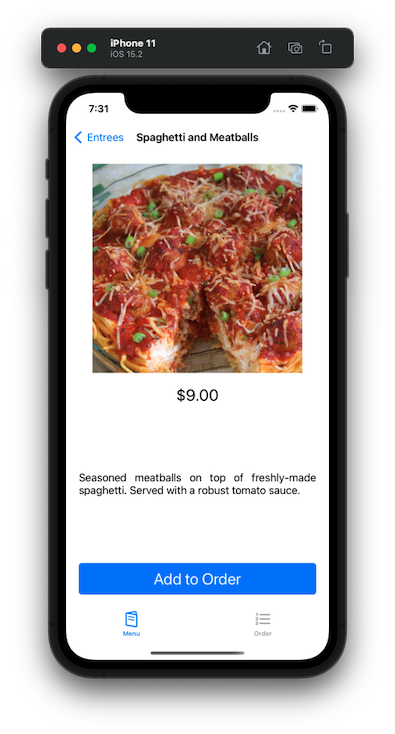 iPhone 11
iOS 15.2
7:31
Entrees
Spaghetti and Meatballs
$9.00
Seasoned meatballs on top of freshly-made
spaghetti. Served with a robust tomato sauce.
Add to Order
Menu
Order